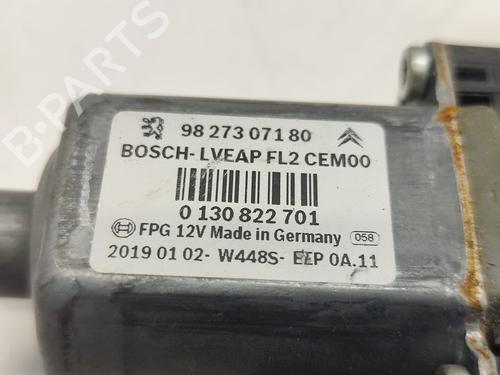 98 273 071 80
BOSCH-LVEAP FL2 CEM00
0 130 822 701
FPG 12V Made in Germany 058
2019 01 02- W448S- EEP 0A.11
B-PARTS